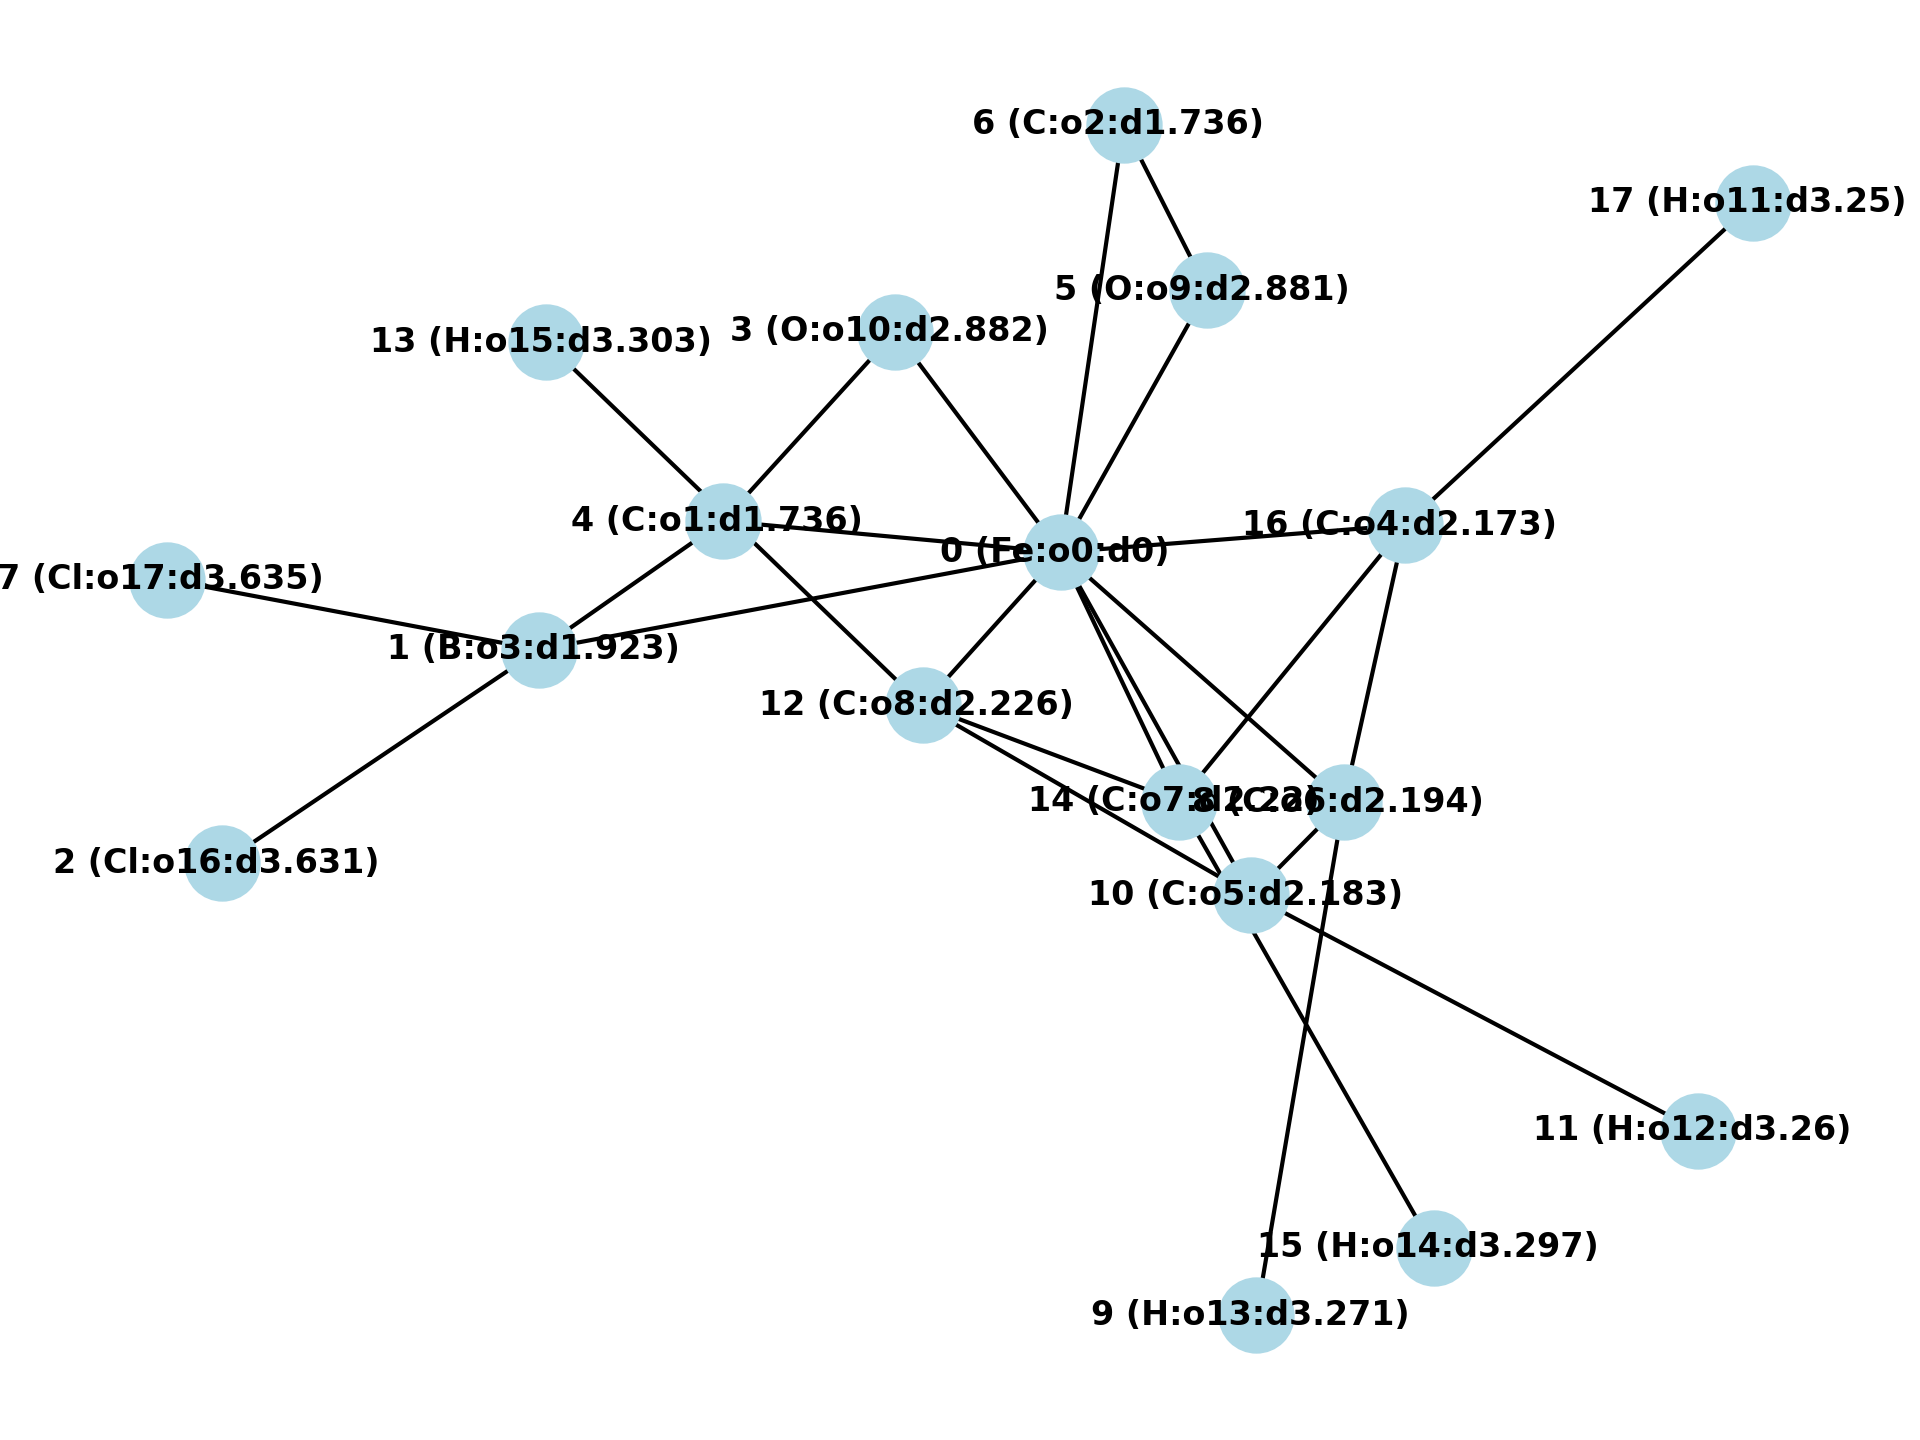 6 (C:o2:d1.736)
17 (H:o11:d3.25)
5 (O:o9:d2.881)
3 (O:o10:d2.882)
13 (H:o15:d3.303)
4 (C:o1:d1.736)
16 (C:o4:d2.173)
0 (Fe:o0:d0)
7 (Cl:o17:d3.635)
1 (B:o3:d1.923)
12 (C:o8:d2.226)
14 (C:o7:d2.22)
8 (C:o6:d2.194)
2 (Cl:o16:d3.631)
10 (C:o5:d2.183)
11 (H:o12:d3.26)
15 (H:o14:d3.297)
9 (H:o13:d3.271)